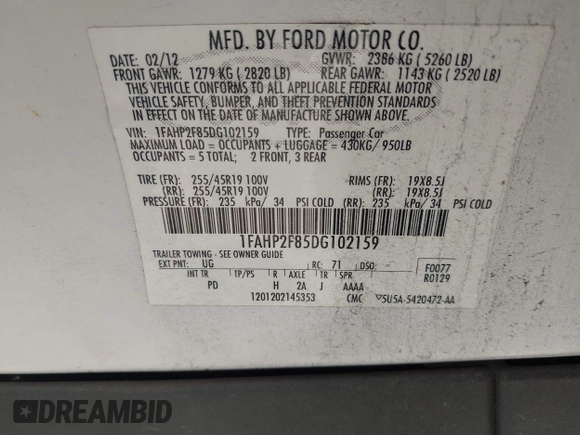 MFD. BY FORD MOTOR CO.
DATE: 02/12 GVWR: 2386 KG ( 5260 LB)
FRONT GAWR: 1279 KG ( 2820 LB) REAR GAWR: 1143 KG ( 2520 LB)
THIS VEHICLE CONFORMS TO ALL APPLICABLE FEDERAL MOTOR
VEHICLE SAFETY, BUMPER, AND THEFT PREVENTION STANDARDS
IN EFFECT ON THE DATE OF MANUFACTURE SHOWN ABOVE.
VIN: 1FAHP2F85DG102159 TYPE: Passenger Car
MAXIMUM LOAD = OCCUPANTS + LUGGAGE = 430KG/ 950LB
OCCUPANTS = 5 TOTAL; 2 FRONT, 3 REAR
TIRE (FR): 255/45R19 100V RIMS (FR): 19X8.5J
(RR): 255/45R19 100V (RR): 19X8.5J
PRESSURE (FR): 235 kPa/ 34 PSI COLD (RR): 235 kPa/ 34 PSI COLD
1FAHP2F85DG102159
TRAILER TOWING - SEE OWNER GUIDE
EXT PNT: UG RC: 71 DSO: - F0077
INT TR TP/PS R AXLE TR SPR R0129
PD H 2A J AAAA
1201202145353 CMC 5U5A-5420472-AA
DREAMBID